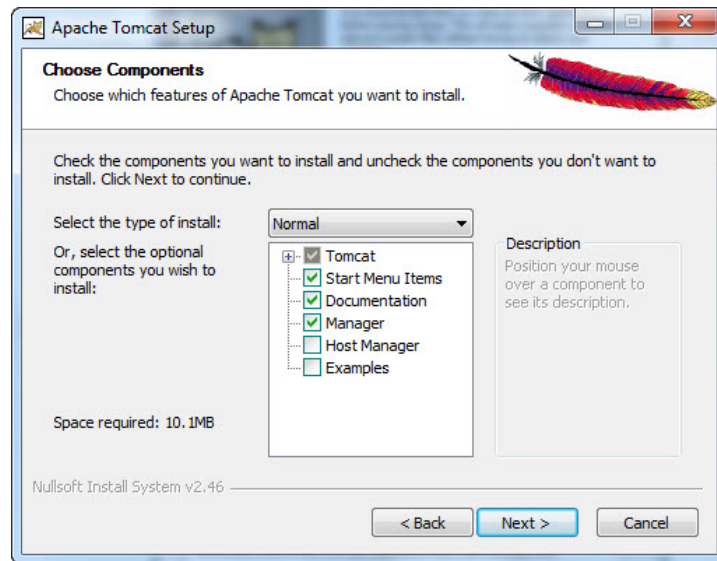 Apache Tomcat Setup
Choose Components
Choose which features of Apache Tomcat you want to install.
Check the components you want to install and uncheck the components you don't want to
install. Click Next to continue.
Select the type of install:
Normal
Or, select the optional
components you wish to
install:
Tomcat
Start Menu Items
Documentation
Manager
Host Manager
Examples
Description
Position your mouse
over a component to
see its description.
Space required: 10.1MB
Nullsoft Install System v2.46
< Back
Next >
Cancel